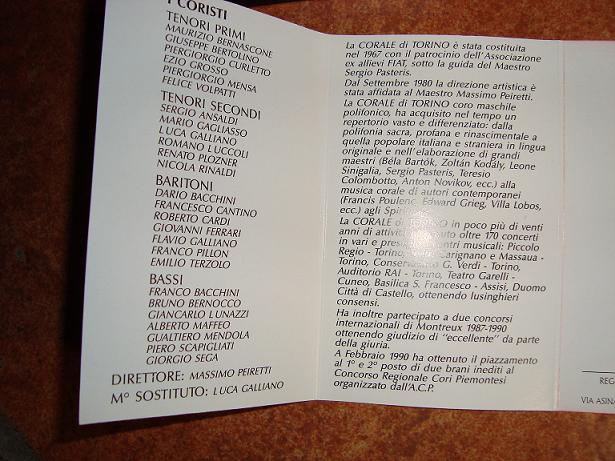 I CORISTI
TENORI PRIMI
MAURIZIO BERNASCONE
GIUSEPPE BERTOLINO
PIERGIORGIO CURLETTO
EZIO GROSSO
PIERGIORGIO MENSA
FELICE VOLPATTI
TENORI SECONDI
SERGIO ANSALDI
MARIO GAGLIASSO
LUCA GALLIANO
ROMANO LUCCOLI
RENATO PLOZNER
NICOLA RINALDI
BARITONI
DARIO BACCHINI
FRANCESCO CANTINO
ROBERTO CARDI
GIOVANNI FERRARI
FLAVIO GALLIANO
FRANCO PILLON
EMILIO TERZOLO
BASSI
FRANCO BACCHINI
BRUNO BERNOCCO
GIANCARLO LUNAZZI
ALBERTO MAFFEO
GUALTIERO MENDOLA
PIERO SCAPIGLIATI
GIORGIO SEGA
DIRETTORE: MASSIMO PEIRETTI
M° SOSTITUTO: LUCA GALLIANO
La CORALE di TORINO è stata costituita
nel 1967 con il patrocinio dell'Associazione
ex allievi FIAT, sotto la guida del Maestro
Sergio Pasteris.
Dal Settembre 1980 la direzione artistica è
stata affidata al Maestro Massimo Peiretti.
La CORALE di TORINO coro maschile
polifonico, ha acquisito nel tempo un
repertorio vasto e differenziato: dalla
polifonia sacra, profana e rinascimentale a
quella popolare italiana e straniera in lingua
originale e nell'elaborazione di grandi
maestri (Béla Bartók, Zoltán Kodály, Leone
Sinigalia, Sergio Pasteris, Teresio
Colombotto, Anton Novikov, ecc.) alla
musica corale di autori contemporanei
(Francis Poulenc, Edward Grieg, Villa Lobos,
ecc.) agli
La CORALE di TORINO in poco più di venti
anni di oltre 170 concerti
in vari e musicali: Piccolo
Regio - Torino, Carignano e Massaua -
Torino, G. Verdi - Torino,
Auditorio RAI - Torino, Teatro Garelli -
Cuneo, Basilica S. Francesco - Assisi, Duomo
Città di Castello, ottenendo lusinghieri
consensi.
Ha inoltre partecipato a due concorsi
internazionali di Montreux 1987-1990
ottenendo giudizio di "eccellente" da parte
della giuria.
A Febbraio 1990 ha ottenuto il piazzamento
al 1° e 2° posto di due brani inediti al
Concorso Regionale Cori Piemontesi
organizzato dall'A.C.P.
REG
VIA ASINA